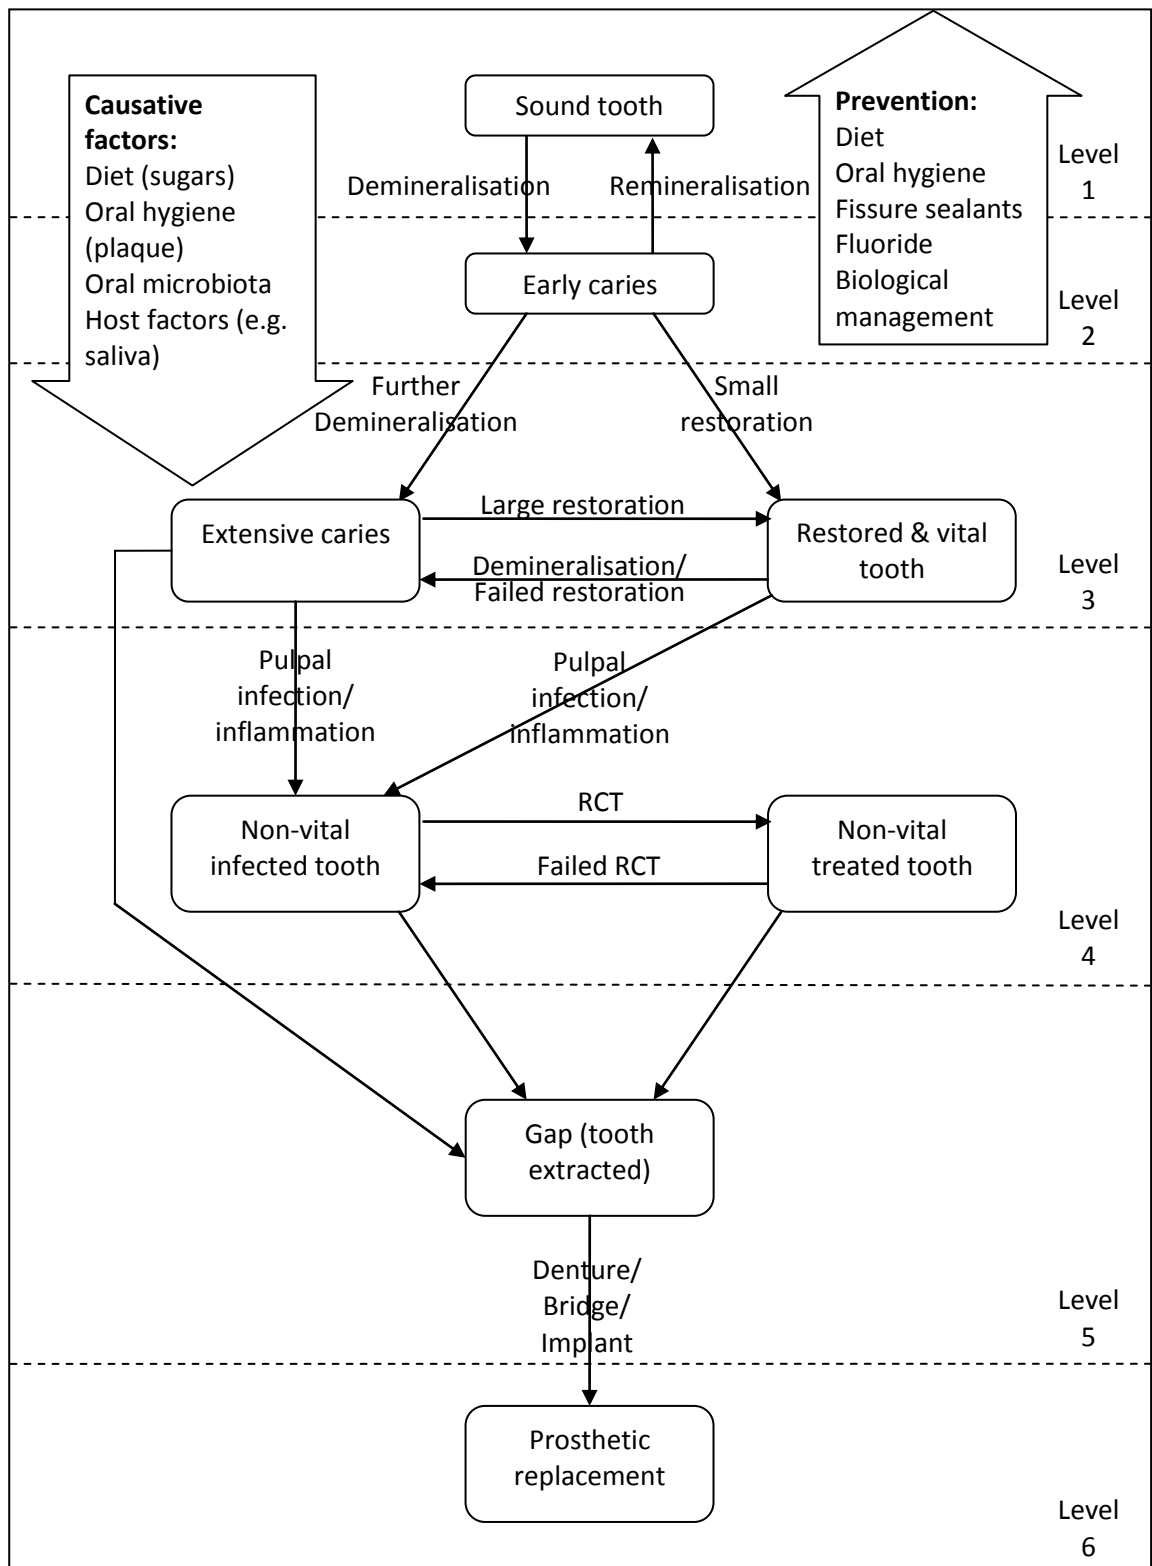 Causative
factors:
Diet (sugars)
Oral hygiene
(plaque)
Oral microbiota
Host factors (e.g.
saliva)
Sound tooth
Prevention:
Diet
Oral hygiene
Fissure sealants
Fluoride
Biological
management
Level
1
Demineralisation
Remineralisation
Early caries
Level
2
Further
Demineralisation
Small
restoration
Extensive caries
Large restoration
Demineralisation/
Failed restoration
Restored & vital
tooth
Level
3
Pulpal
infection/
inflammation
Pulpal
infection/
inflammation
Non-vital
infected tooth
RCT
Failed RCT
Non-vital
treated tooth
Level
4
Gap (tooth
extracted)
Denture/
Bridge/
Implant
Level
5
Prosthetic
replacement
Level
6